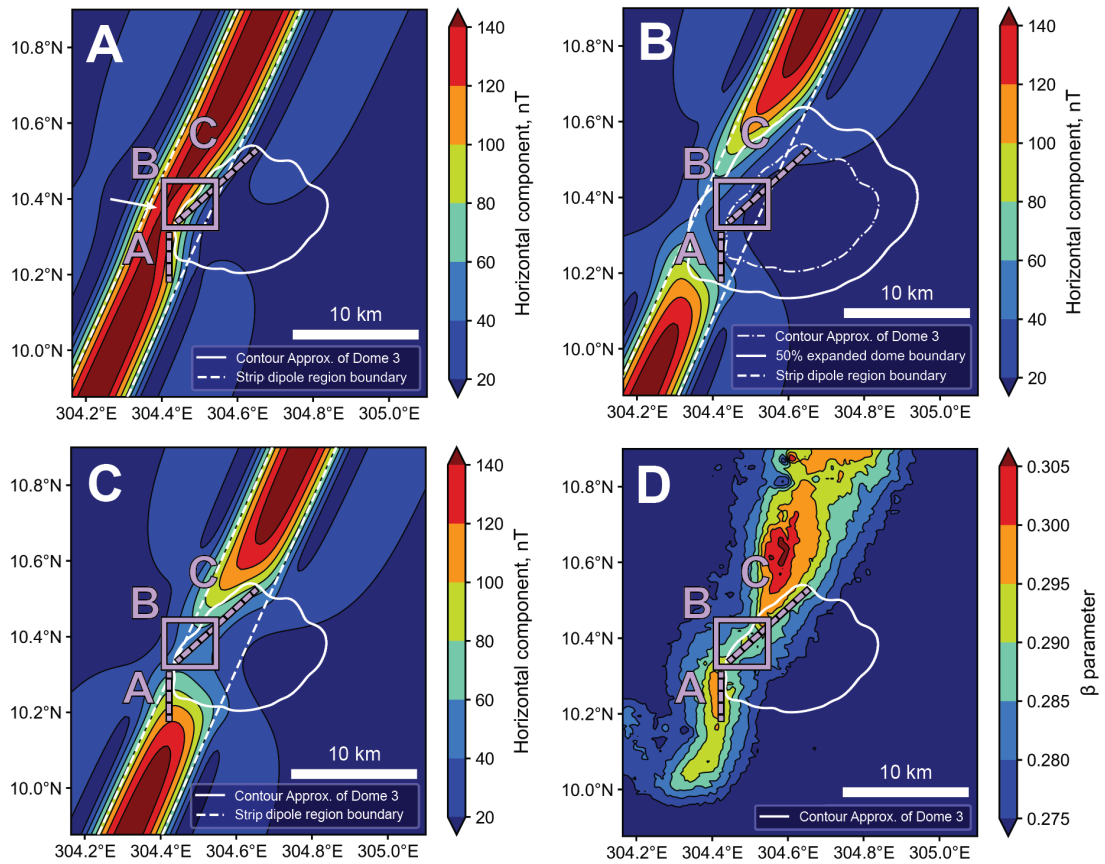 A
10.8°N
10.6°N
10.4°N
10.2°N
10.0°N
C
B
A
10 km
Contour Approx. of Dome 3
Strip dipole region boundary
304.2°E 304.4°E 304.6°E 304.8°E 305.0°E
140
120
100
80
60
40
20
Horizontal component, nT
B
10.8°N
10.6°N
10.4°N
10.2°N
10.0°N
C
B
A
10 km
Contour Approx. of Dome 3
50% expanded dome boundary
Strip dipole region boundary
304.2°E 304.4°E 304.6°E 304.8°E 305.0°E
140
120
100
80
60
40
20
Horizontal component, nT
C
10.8°N
10.6°N
10.4°N
10.2°N
10.0°N
C
B
A
10 km
Contour Approx. of Dome 3
Strip dipole region boundary
304.2°E 304.4°E 304.6°E 304.8°E 305.0°E
140
120
100
80
60
40
20
Horizontal component, nT
D
10.8°N
10.6°N
10.4°N
10.2°N
10.0°N
C
B
A
10 km
Contour Approx. of Dome 3
304.2°E 304.4°E 304.6°E 304.8°E 305.0°E
0.305
0.300
0.295
0.290
0.285
0.280
0.275
β parameter